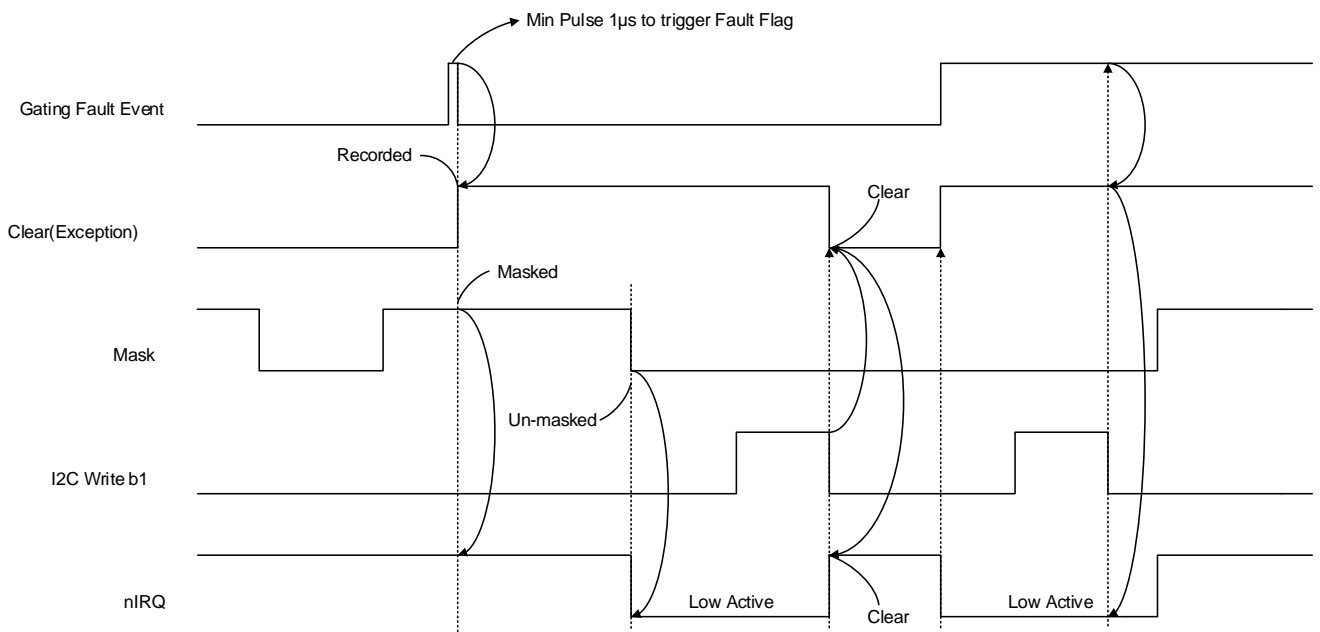 Min Pulse 1µs to trigger Fault Flag
Gating Fault Event
Recorded
Clear
Clear(Exception)
Masked
Mask
Un-masked
I2C Write b1
nIRQ
Low Active
Low Active
Clear